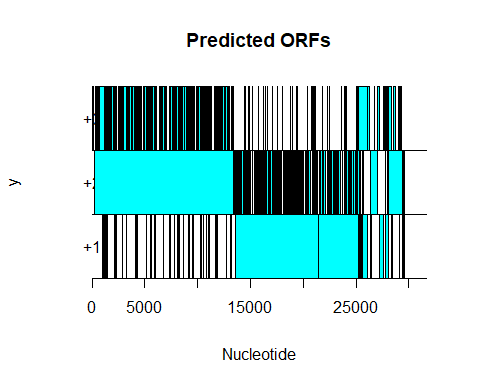 Predicted ORFs
y
+3
+2
+1
0 5000 15000 25000
Nucleotide